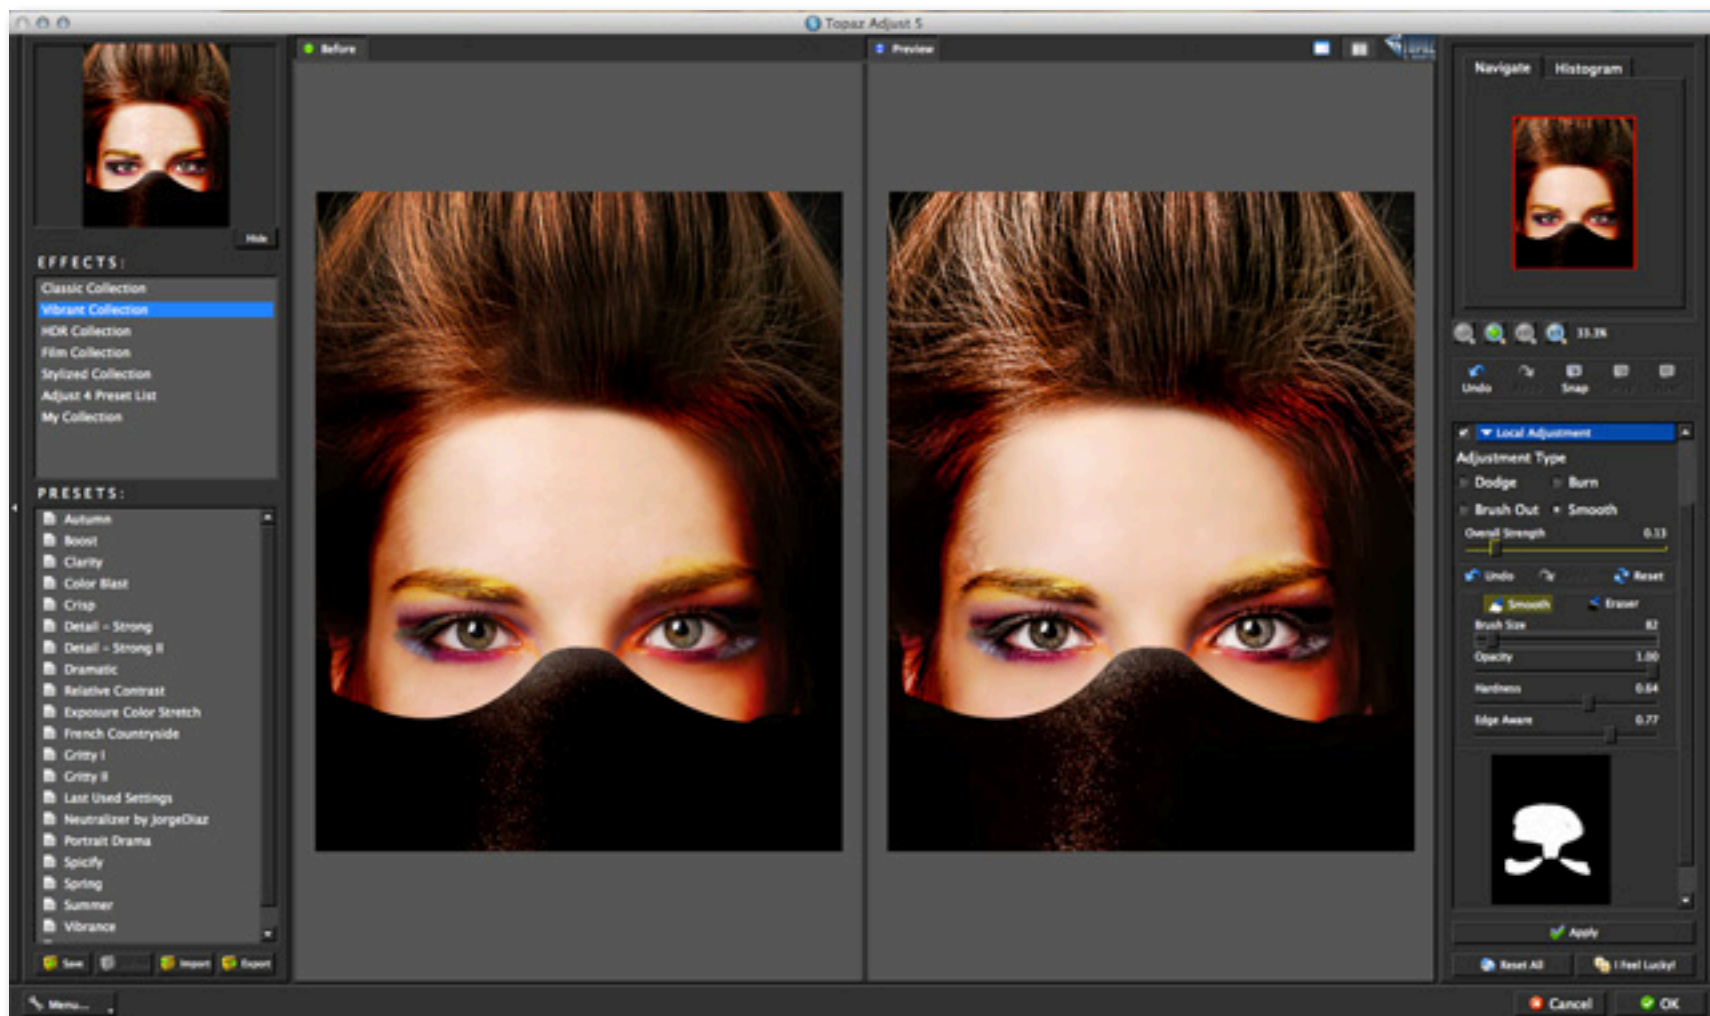 Topaz Adjust 5
Before
Preview
Navigate
Histogram
Hide
EFFECTS:
Classic Collection
Vibrant Collection
HDR Collection
Film Collection
Stylized Collection
Adjust 4 Preset List
My Collection
PRESETS:
Autumn
Boost
Clarity
Color Blast
Crisp
Detail – Strong
Detail – Strong II
Dramatic
Relative Contrast
Exposure Color Stretch
French Countryside
Gritty I
Gritty II
Last Used Settings
Neutralizer by JorgeDiaz
Portrait Drama
Spicify
Spring
Summer
Vibrance
Save
Import
Export
Menu...
33.3%
Undo
Snap
Local Adjustment
Adjustment Type
Dodge Burn
Brush Out Smooth
Overall Strength 0.13
Undo Reset
Smooth Eraser
Brush Size 82
Opacity 1.00
Hardness 0.64
Edge Aware 0.77
Apply
Reset All
I Feel Lucky!
Cancel
OK